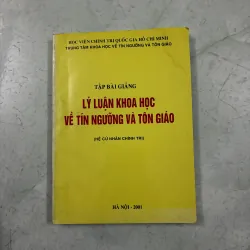 HỌC VIỆN CHÍNH TRỊ QUỐC GIA HỒ CHÍ MINH
TRUNG TÂM KHOA HỌC VỀ TÍN NGƯỠNG VÀ TÔN GIÁO
TẬP BÀI GIẢNG
LÝ LUẬN KHOA HỌC
VỀ TÍN NGƯỠNG VÀ TÔN GIÁO
(HỆ CỬ NHÂN CHÍNH TRỊ)
HÀ NỘI - 2001